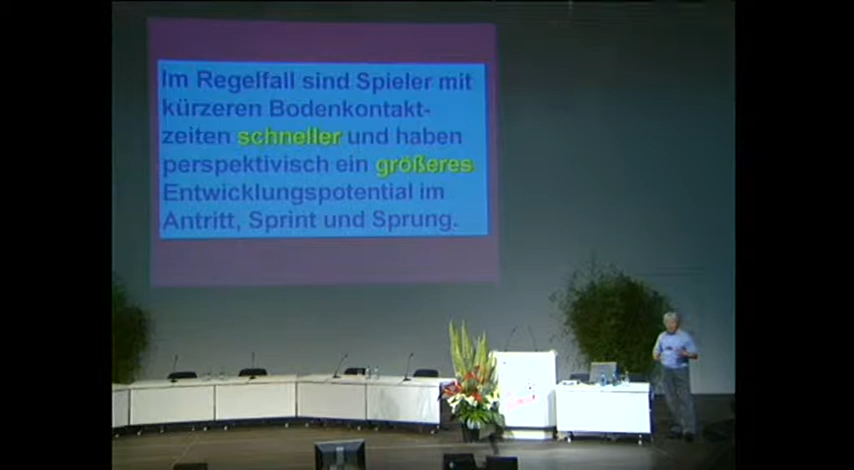 Im Regelfall sind Spieler mit
kürzeren Bodenkontakt-
zeiten schneller und haben
perspektivisch ein größeres
Entwicklungspotential im
Antritt, Sprint und Sprung.